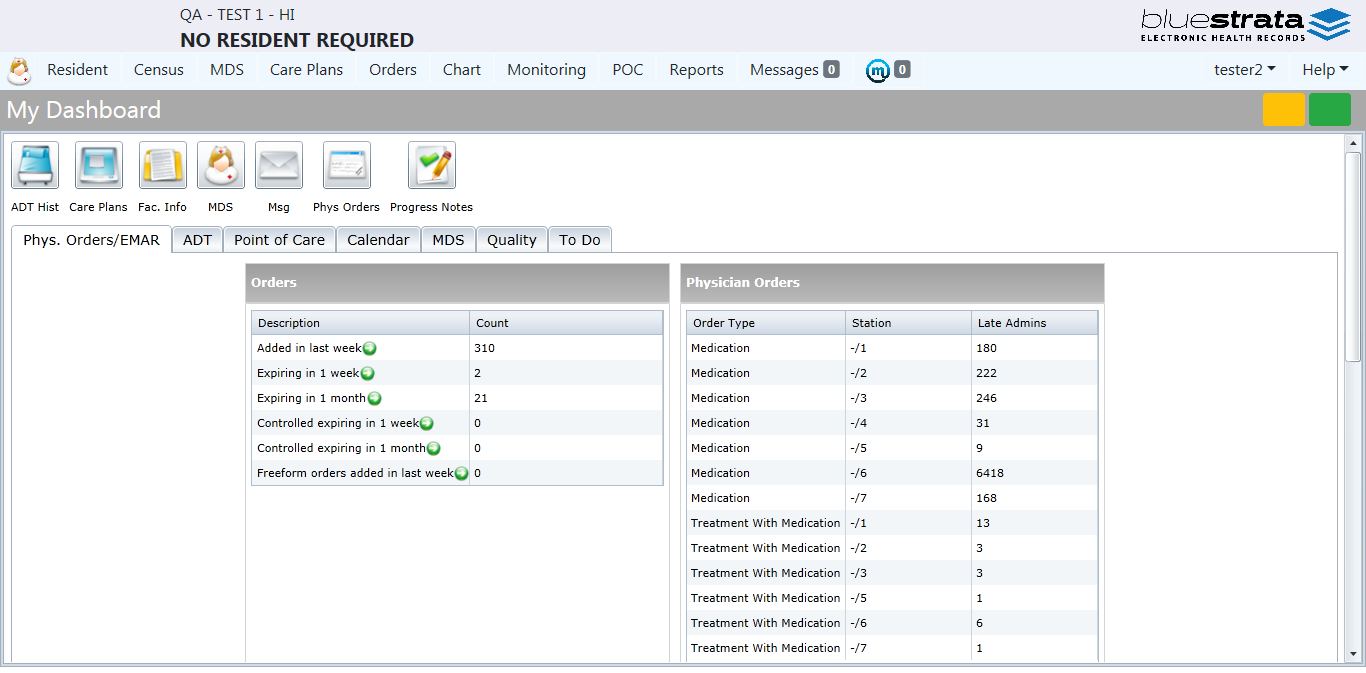 QA - TEST 1 - HI
NO RESIDENT REQUIRED
bluestrata
ELECTRONIC HEALTH RECORDS
Resident Census MDS Care Plans Orders Chart Monitoring POC Reports Messages 0 m 0 tester2 Help
My Dashboard
ADT Hist Care Plans Fac. Info MDS Msg Phys Orders Progress Notes
Phys. Orders/EMAR ADT Point of Care Calendar MDS Quality To Do
Orders
Description Count
Added in last week 310
Expiring in 1 week 2
Expiring in 1 month 21
Controlled expiring in 1 week 0
Controlled expiring in 1 month 0
Freeform orders added in last week 0
Physician Orders
Order Type Station Late Admins
Medication -/1 180
Medication -/2 222
Medication -/3 246
Medication -/4 31
Medication -/5 9
Medication -/6 6418
Medication -/7 168
Treatment With Medication -/1 13
Treatment With Medication -/2 3
Treatment With Medication -/3 3
Treatment With Medication -/5 1
Treatment With Medication -/6 6
Treatment With Medication -/7 1